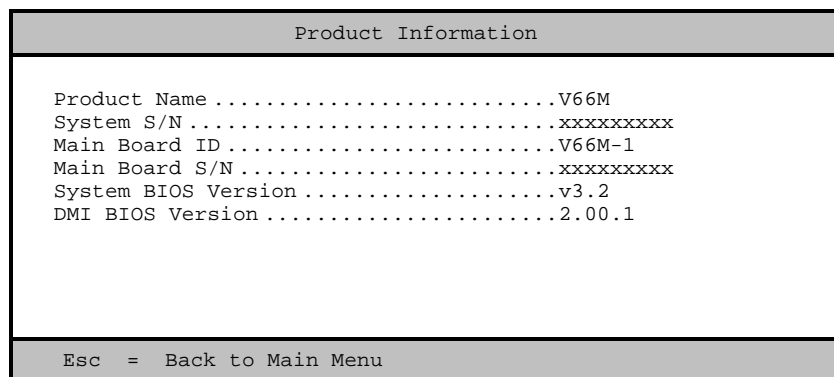 Product Information
Product Name ...........................V66M
System S/N .............................xxxxxxxxx
Main Board ID ..........................V66M-1
Main Board S/N .........................xxxxxxxxx
System BIOS Version ....................v3.2
DMI BIOS Version .......................2.00.1
Esc = Back to Main Menu